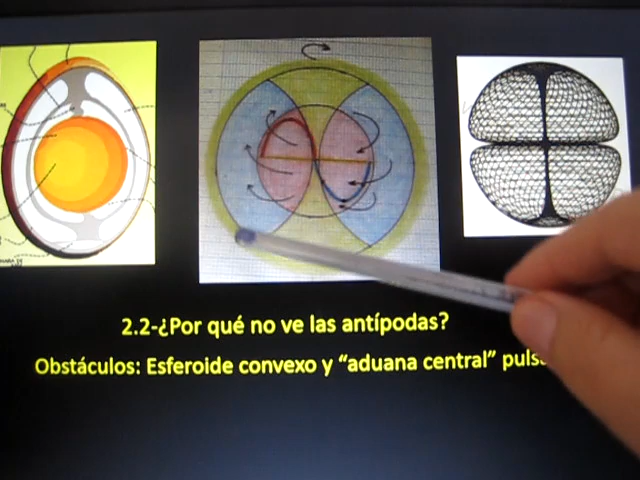 2.2-¿Por qué no ve las antípodas?
Obstáculos: Esferoide convexo y “aduana central”